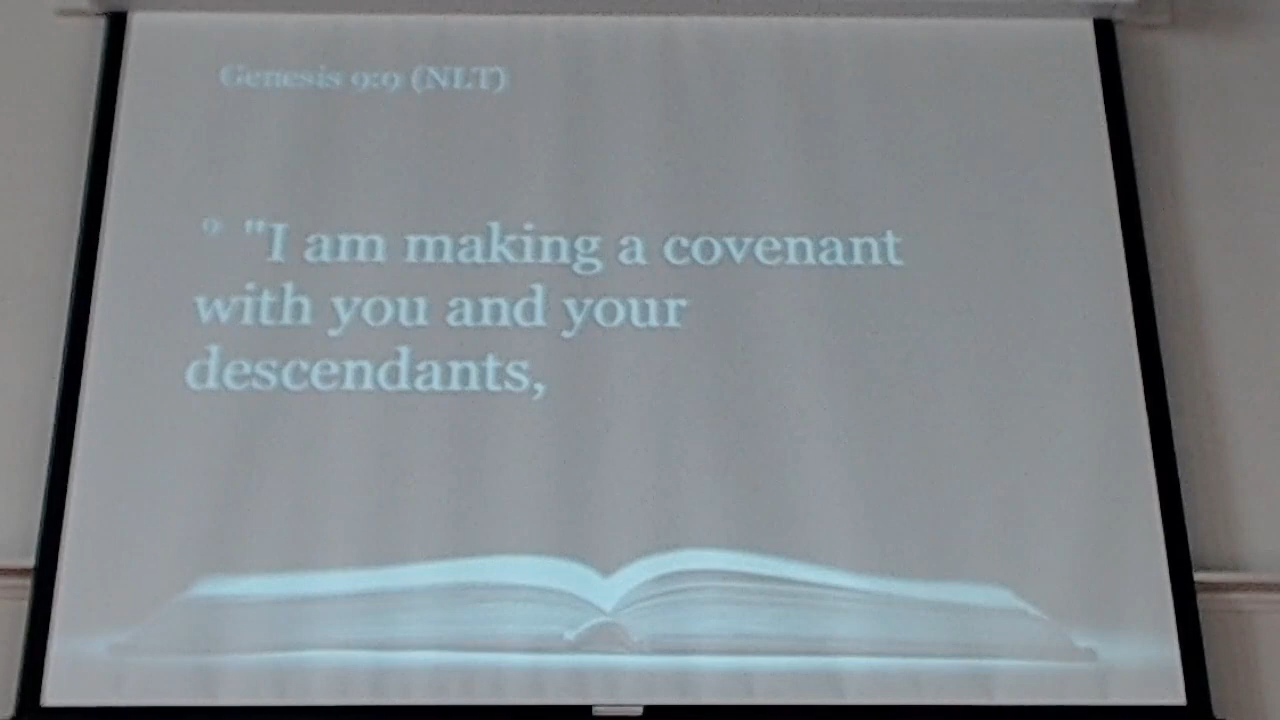 Genesis 9:9 (NLT)
9 "I am making a covenant
with you and your
descendants,